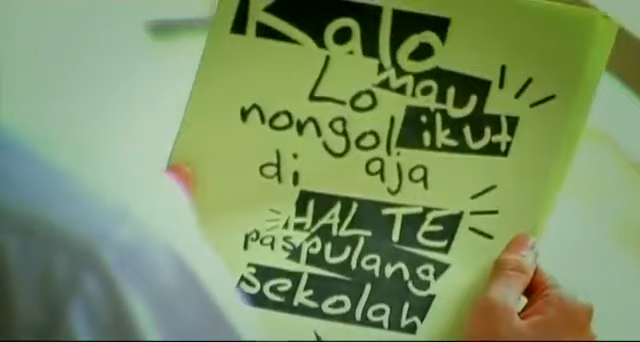 Kalo
Lo mau
nongol ikut
di aja
HALTE
pas pulang
sekolah